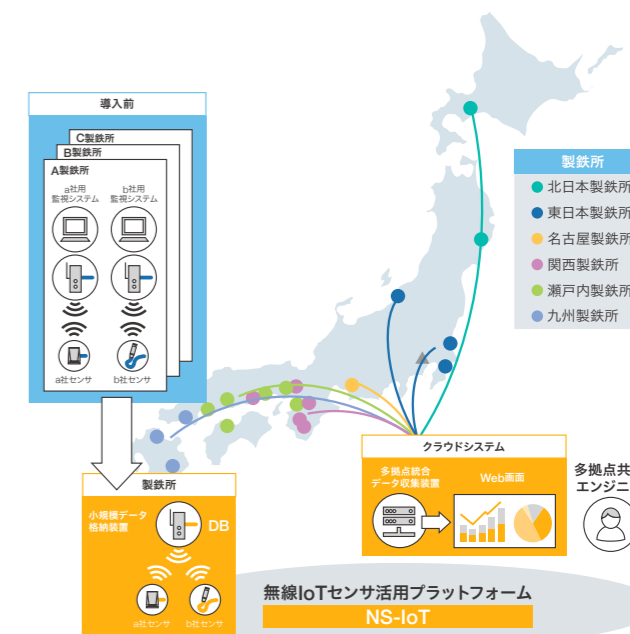 導入前
C製鉄所
B製鉄所
A製鉄所
a社用
監視システム
b社用
監視システム
a社センサ
b社センサ
製鉄所
北日本製鉄所
東日本製鉄所
名古屋製鉄所
関西製鉄所
瀬戸内製鉄所
九州製鉄所
クラウドシステム
多拠点統合
データ収集装置
Web画面
多拠点共
エンジニ
製鉄所
小規模データ
格納装置
DB
a社センサ
b社センサ
無線IoTセンサ活用プラットフォーム
NS-IoT